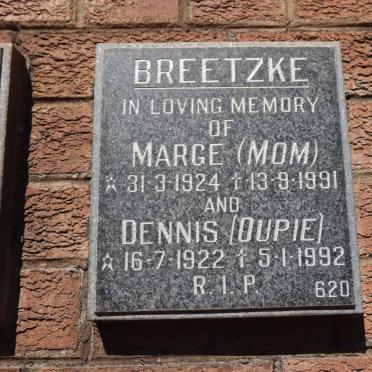 BREETZKE
IN LOVING MEMORY
OF
MARGE (MOM)
☆ 31·3·1924 † 13·9·1991
AND
DENNIS (OUPIE)
☆ 16·7·1922 † 5·1·1992
R.I.P
620